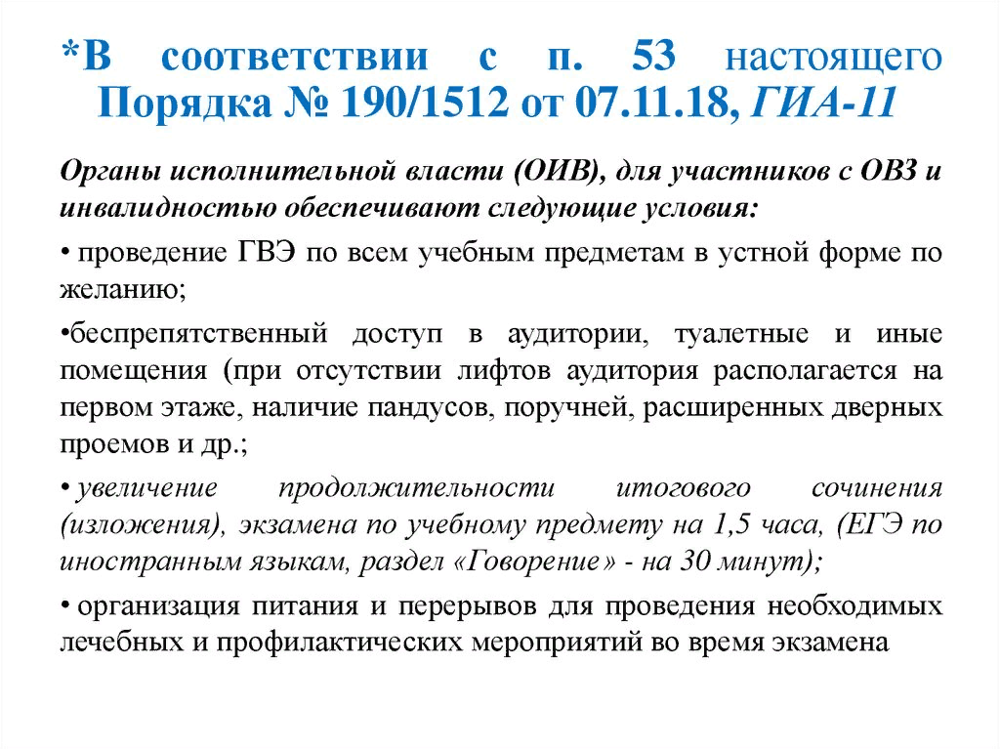 *В соответствии с п. 53 настоящего
Порядка № 190/1512 от 07.11.18, ГИА-11
Органы исполнительной власти (ОИВ), для участников с ОВЗ и
инвалидностью обеспечивают следующие условия:
• проведение ГВЭ по всем учебным предметам в устной форме по
желанию;
•беспрепятственный доступ в аудитории, туалетные и иные
помещения (при отсутствии лифтов аудитория располагается на
первом этаже, наличие пандусов, поручней, расширенных дверных
проемов и др.;
• увеличение продолжительности итогового сочинения
(изложения), экзамена по учебному предмету на 1,5 часа, (ЕГЭ по
иностранным языкам, раздел «Говорение» - на 30 минут);
• организация питания и перерывов для проведения необходимых
лечебных и профилактических мероприятий во время экзамена